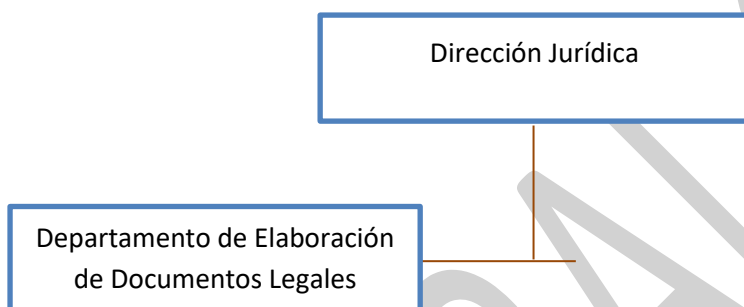 Dirección Jurídica
Departamento de Elaboración
de Documentos Legales